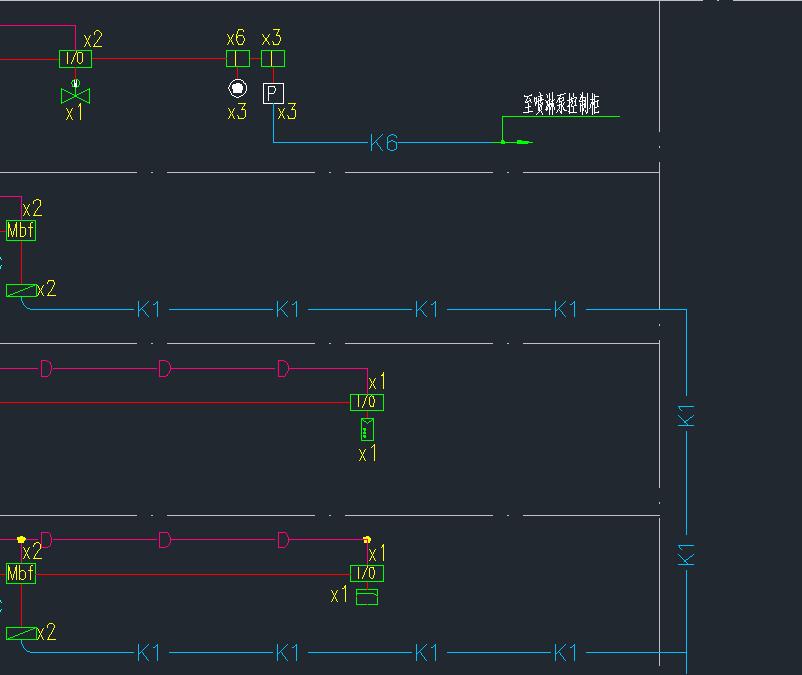 x2 x6 x3
I/O
至喷淋泵控制柜
P
x1 x3 x3
K6
x2
Mbf
x2
K1 K1 K1 K1
D D D
x1
I/O
K1
x1
D D D
x2 x1
K1
Mbf I/O
x1
x2
K1 K1 K1 K1